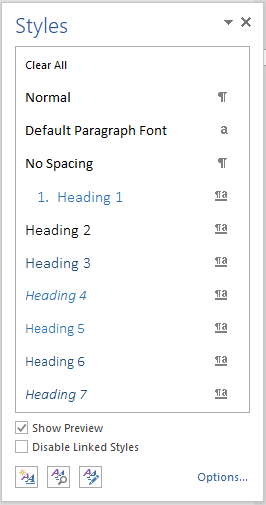 Styles
Clear All
Normal ¶
Default Paragraph Font a
No Spacing ¶
1. Heading 1 ¶a
Heading 2 ¶a
Heading 3 ¶a
Heading 4 ¶a
Heading 5 ¶a
Heading 6 ¶a
Heading 7 ¶a
Show Preview
Disable Linked Styles
Options...